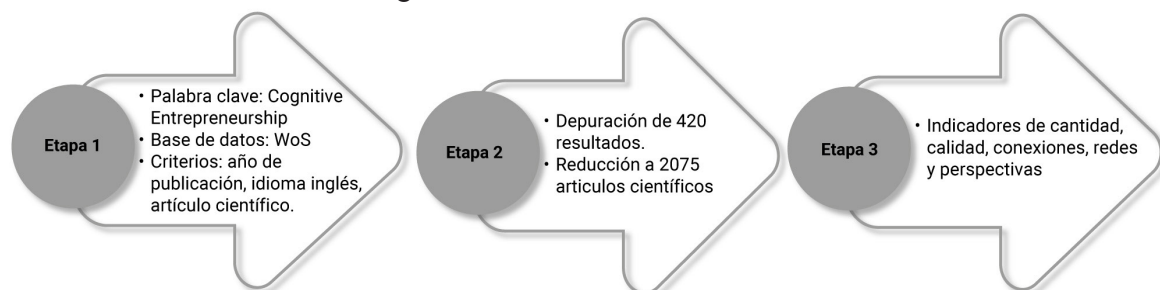 Etapa 1
• Palabra clave: Cognitive
Entrepreneurship
• Base de datos: WoS
• Criterios: año de
publicación, idioma inglés,
artículo científico.
Etapa 2
• Depuración de 420
resultados.
• Reducción a 2075
articulos científicos
Etapa 3
• Indicadores de cantidad,
calidad, conexiones, redes
y perspectivas